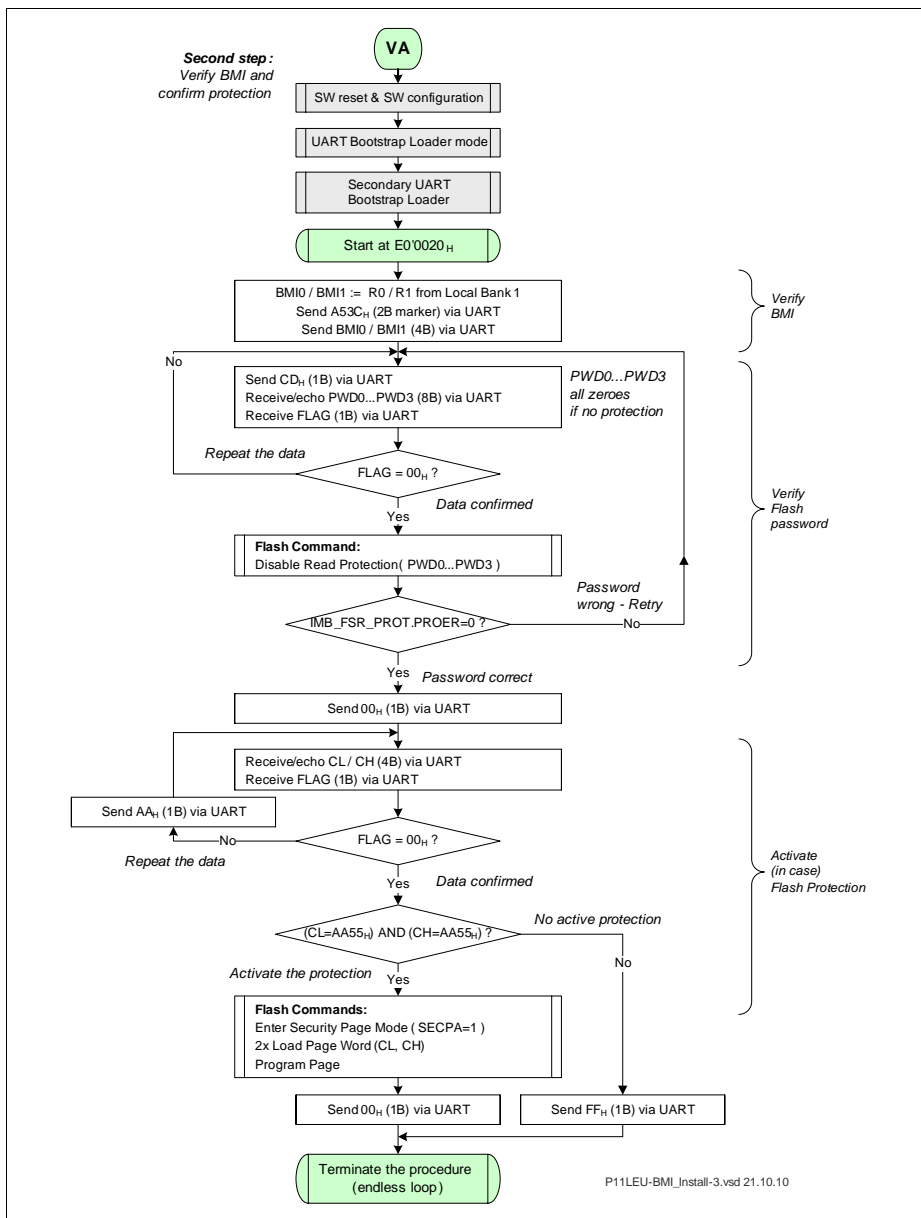 VA
Second step :
Verify BMI and
confirm protection
SW reset & SW configuration
UART Bootstrap Loader mode
Secondary UART
Bootstrap Loader
Start at E0'0020H
BMI0 / BMI1 := R0 / R1 from Local Bank 1
Send A53CH (2B marker) via UART
Send BMI0 / BMI1 (4B) via UART
Verify
BMI
No
Send CDH (1B) via UART
Receive/echo PWD0...PWD3 (8B) via UART
Receive FLAG (1B) via UART
PWD0...PWD3
all zeroes
if no protection
Repeat the data
FLAG = 00H ?
Data confirmed
Yes
Verify
Flash
password
Flash Command:
Disable Read Protection( PWD0...PWD3 )
Password
wrong - Retry
IMB_FSR_PROT.PROER=0 ?
No
Yes
Password correct
Send 00H (1B) via UART
Receive/echo CL / CH (4B) via UART
Receive FLAG (1B) via UART
Send AAH (1B) via UART
No
FLAG = 00H ?
Repeat the data
Yes
Data confirmed
Activate
(in case)
Flash Protection
No active protection
(CL=AA55H) AND (CH=AA55H) ?
No
Activate the protection
Yes
Flash Commands:
Enter Security Page Mode ( SECPA=1 )
2x Load Page Word (CL, CH)
Program Page
Send 00H (1B) via UART
Send FFH (1B) via UART
Terminate the procedure
(endless loop)
P11LEU-BMI_Install-3.vsd 21.10.10